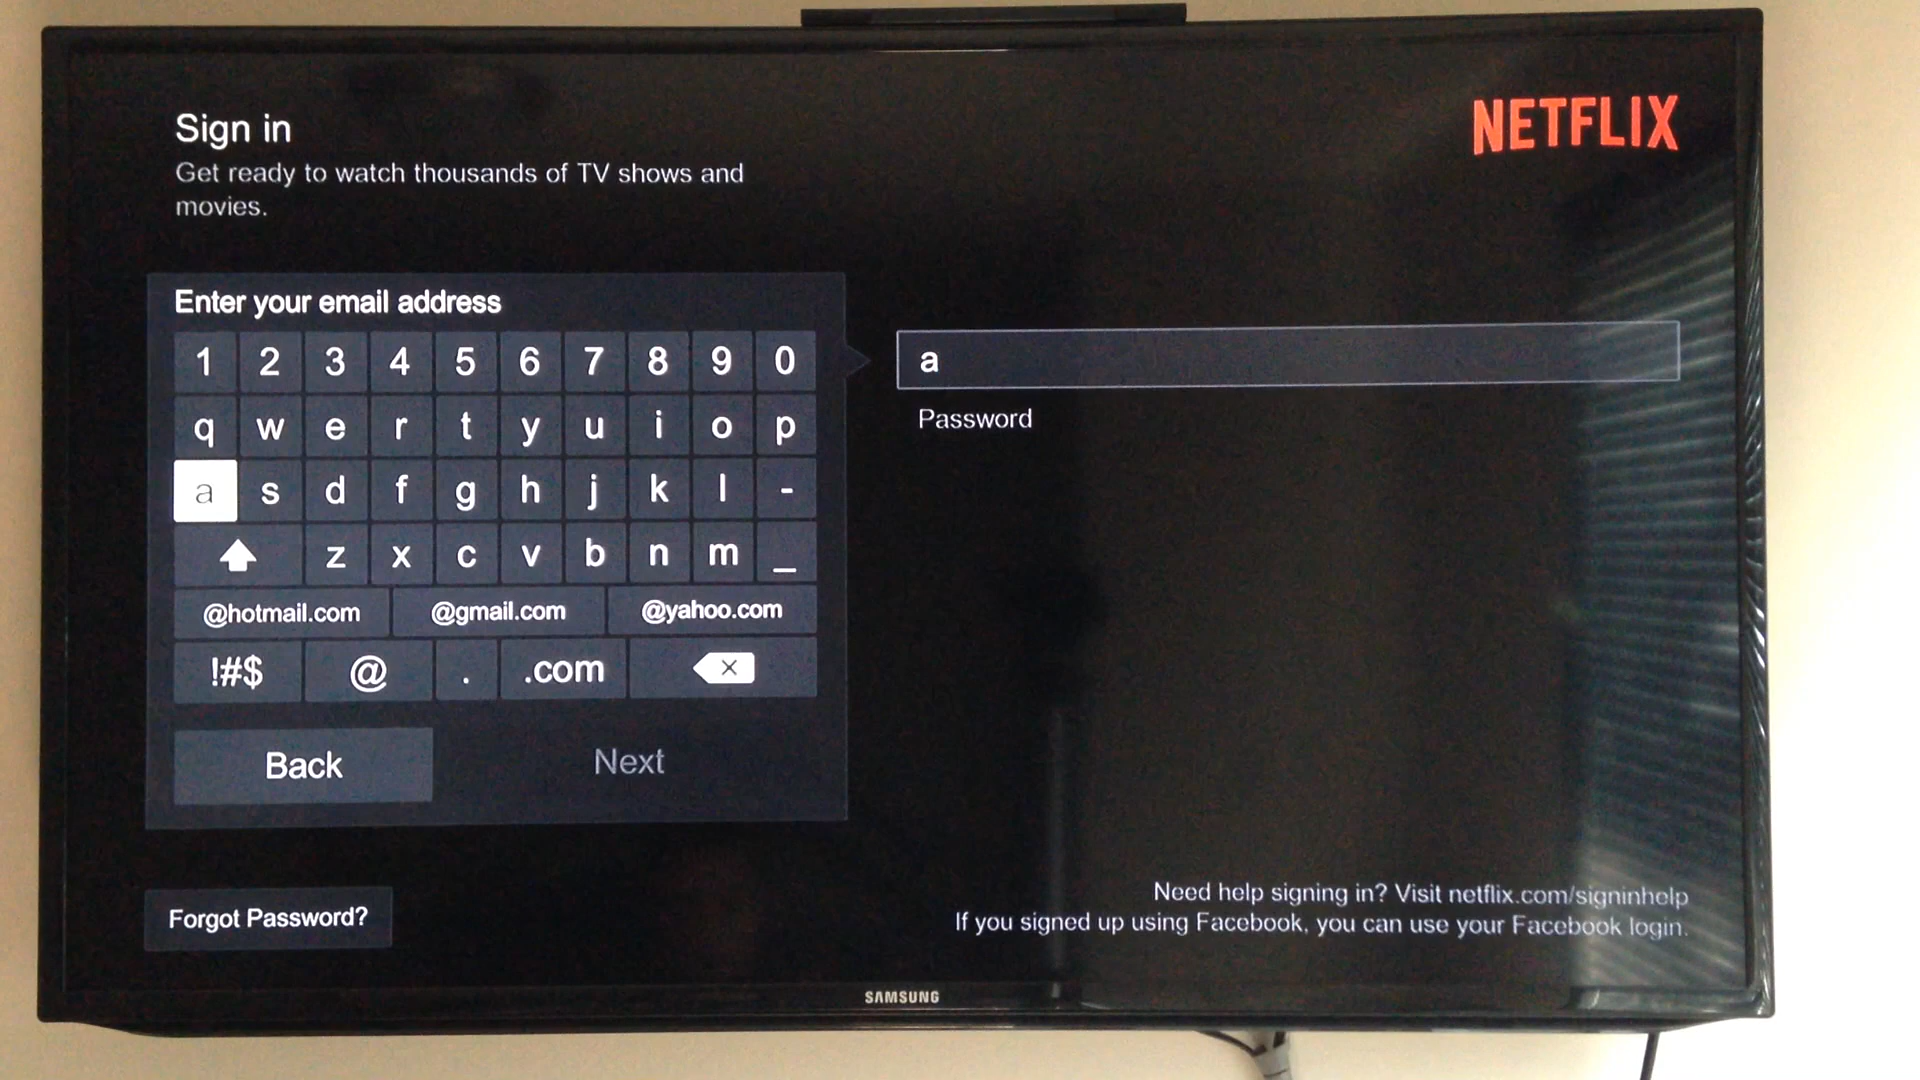 Sign in
NETFLIX
Get ready to watch thousands of TV shows and
movies.
Enter your email address
1 2 3 4 5 6 7 8 9 0
a
q w e r t y u i o p
Password
a s d f g h j k l -
z x c v b n m _
@hotmail.com @gmail.com @yahoo.com
!#$ @ . .com
Back Next
Forgot Password?
Need help signing in? Visit netflix.com/signinhelp
If you signed up using Facebook, you can use your Facebook login.
SAMSUNG